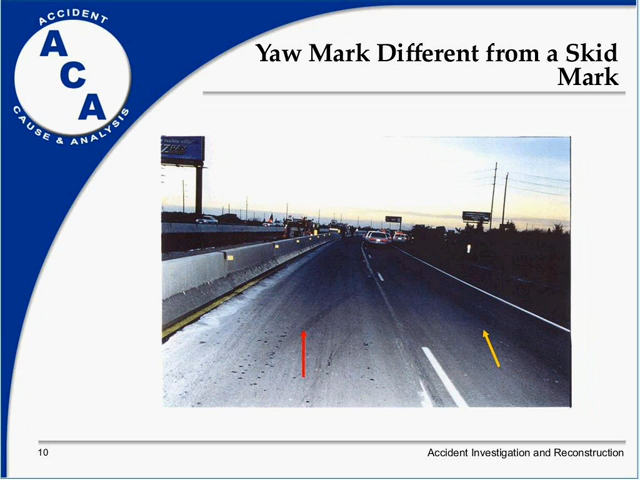 ACCIDENT
A
C
A
CAUSE & ANALYSIS
Yaw Mark Different from a Skid
Mark
10
Accident Investigation and Reconstruction